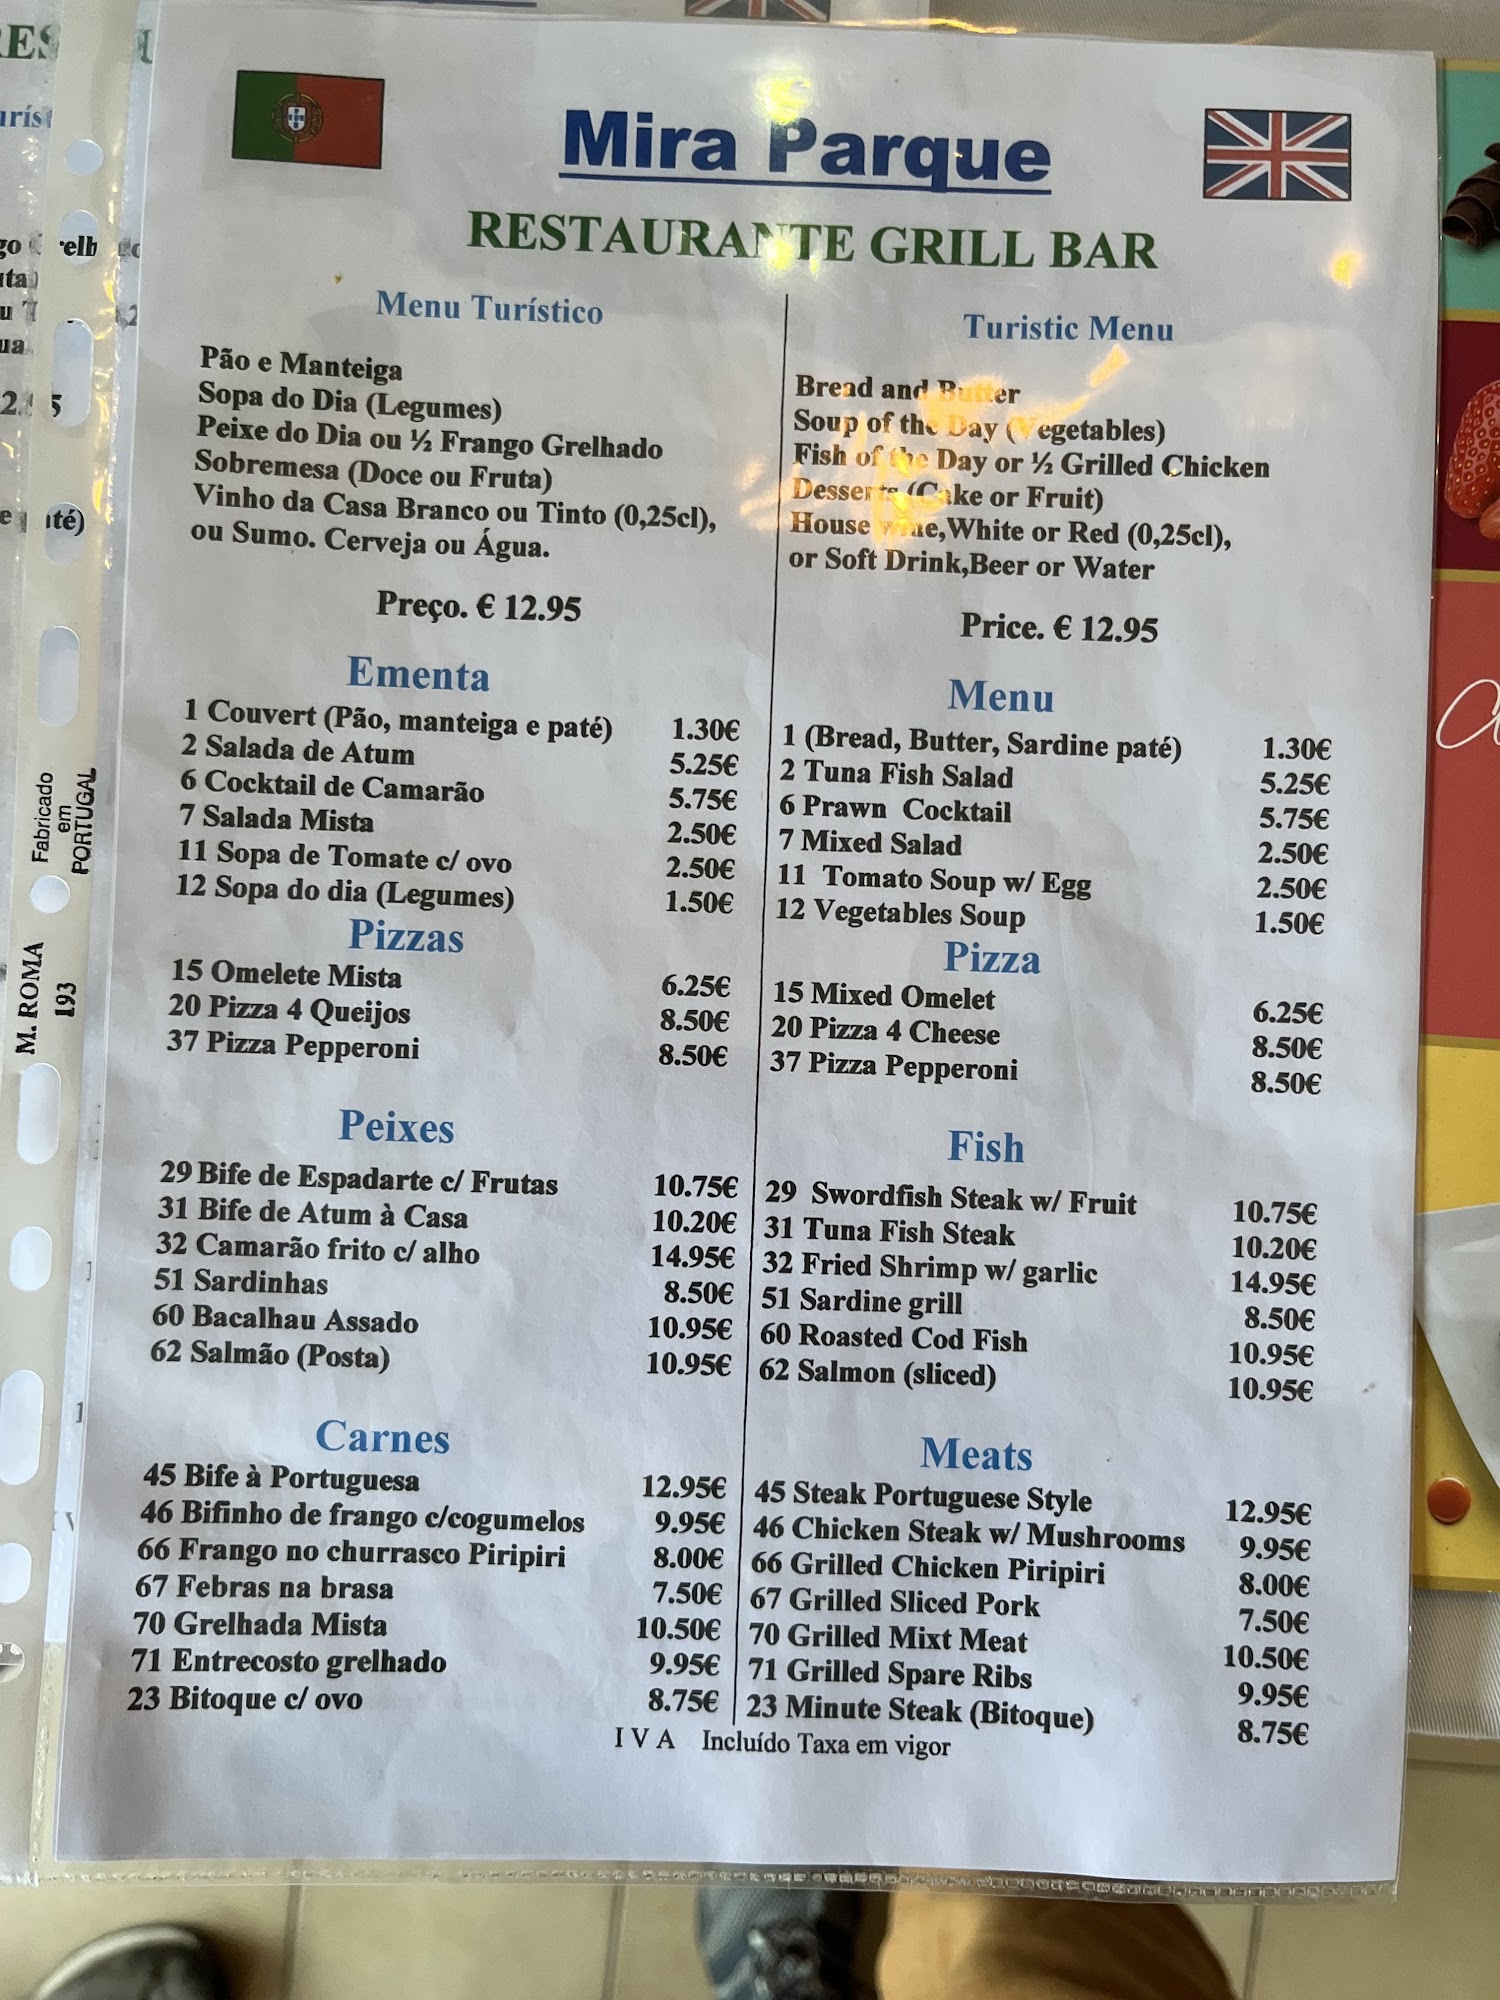 Mira Parque
RESTAURANTE GRILL BAR
Menu Turístico
Pão e Manteiga
Sopa do Dia (Legumes)
Peixe do Dia ou ½ Frango Grelhado
Sobremesa (Doce ou Fruta)
Vinho da Casa Branco ou Tinto (0,25cl),
ou Sumo. Cerveja ou Água.
Preço. € 12.95
Ementa
1 Couvert (Pão, manteiga e paté) 1.30€
2 Salada de Atum 5.25€
6 Cocktail de Camarão 5.75€
7 Salada Mista 2.50€
11 Sopa de Tomate c/ ovo 2.50€
12 Sopa do dia (Legumes) 1.50€
Pizzas
15 Omelete Mista 6.25€
20 Pizza 4 Queijos 8.50€
37 Pizza Pepperoni 8.50€
Peixes
29 Bife de Espadarte c/ Frutas 10.75€
31 Bife de Atum à Casa 10.20€
32 Camarão frito c/ alho 14.95€
51 Sardinhas 8.50€
60 Bacalhau Assado 10.95€
62 Salmão (Posta) 10.95€
Carnes
45 Bife à Portuguesa 12.95€
46 Bifinho de frango c/cogumelos 9.95€
66 Frango no churrasco Piripiri 8.00€
67 Febras na brasa 7.50€
70 Grelhada Mista 10.50€
71 Entrecosto grelhado 9.95€
23 Bitoque c/ ovo 8.75€
Turistic Menu
Bread and Butter
Soup of the Day (Vegetables)
Fish of the Day or ½ Grilled Chicken
Desserts (Cake or Fruit)
House wine,White or Red (0,25cl),
or Soft Drink,Beer or Water
Price. € 12.95
Menu
1 (Bread, Butter, Sardine paté) 1.30€
2 Tuna Fish Salad 5.25€
6 Prawn Cocktail 5.75€
7 Mixed Salad 2.50€
11 Tomato Soup w/ Egg 2.50€
12 Vegetables Soup 1.50€
Pizza
15 Mixed Omelet 6.25€
20 Pizza 4 Cheese 8.50€
37 Pizza Pepperoni 8.50€
Fish
29 Swordfish Steak w/ Fruit 10.75€
31 Tuna Fish Steak 10.20€
32 Fried Shrimp w/ garlic 14.95€
51 Sardine grill 8.50€
60 Roasted Cod Fish 10.95€
62 Salmon (sliced) 10.95€
Meats
45 Steak Portuguese Style 12.95€
46 Chicken Steak w/ Mushrooms 9.95€
66 Grilled Chicken Piripiri 8.00€
67 Grilled Sliced Pork 7.50€
70 Grilled Mixt Meat 10.50€
71 Grilled Spare Ribs 9.95€
23 Minute Steak (Bitoque) 8.75€
I V A Incluído Taxa em vigor
Fabricado
em
PORTUGAL
M. ROMA
193